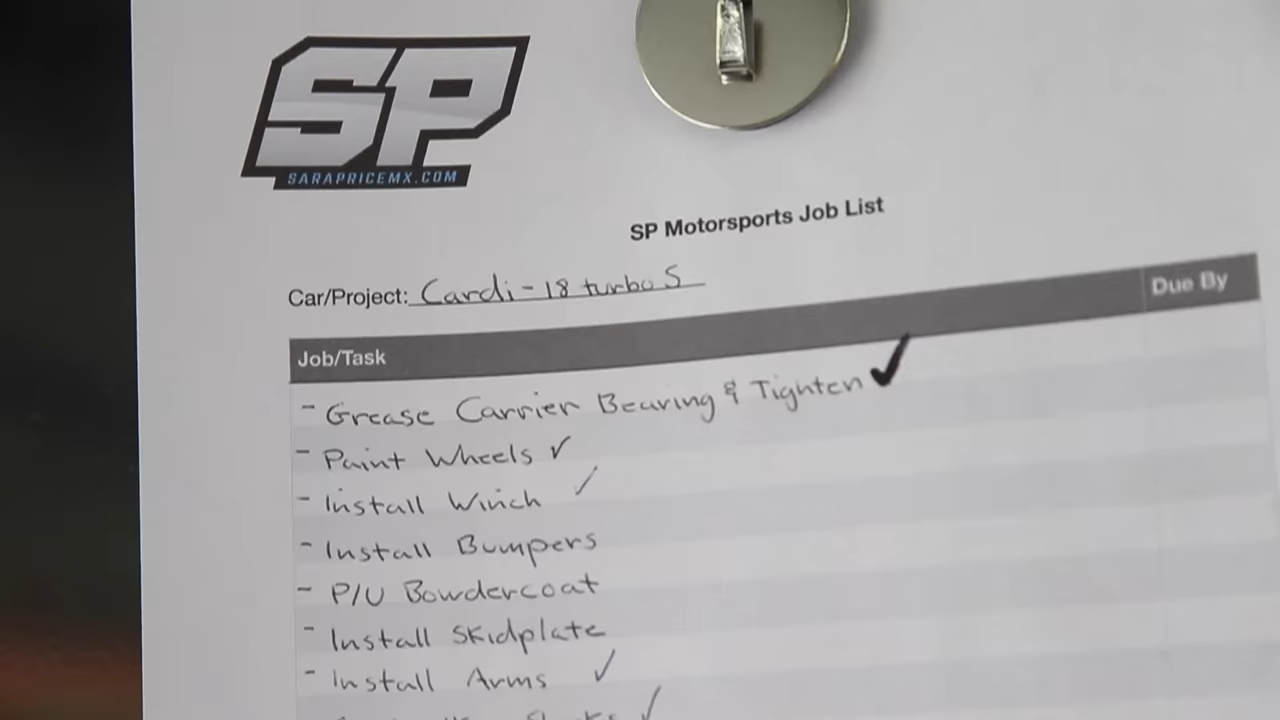 SP
SARAPRICEMX.COM
SP Motorsports Job List
Car/Project: Cardi - 18 turbo S
Job/Task Due By
- Grease Carrier Bearing & Tighten ✓
- Paint Wheels ✓
- Install Winch ✓
- Install Bumpers
- P/U Bowdercoat
- Install Skidplate
- Install Arms ✓